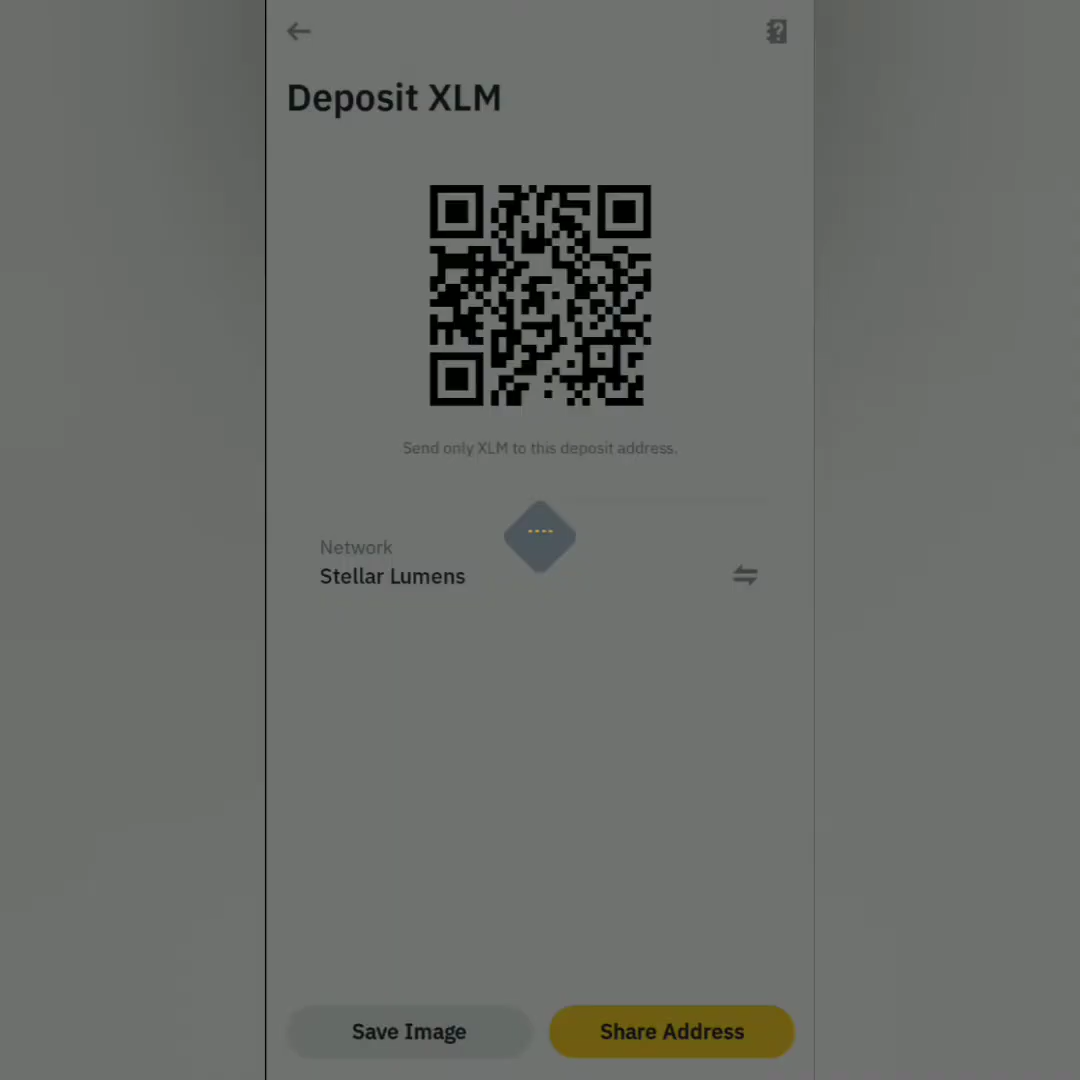 Deposit XLM
Send only XLM to this deposit address.
Network
Stellar Lumens
Save Image
Share Address